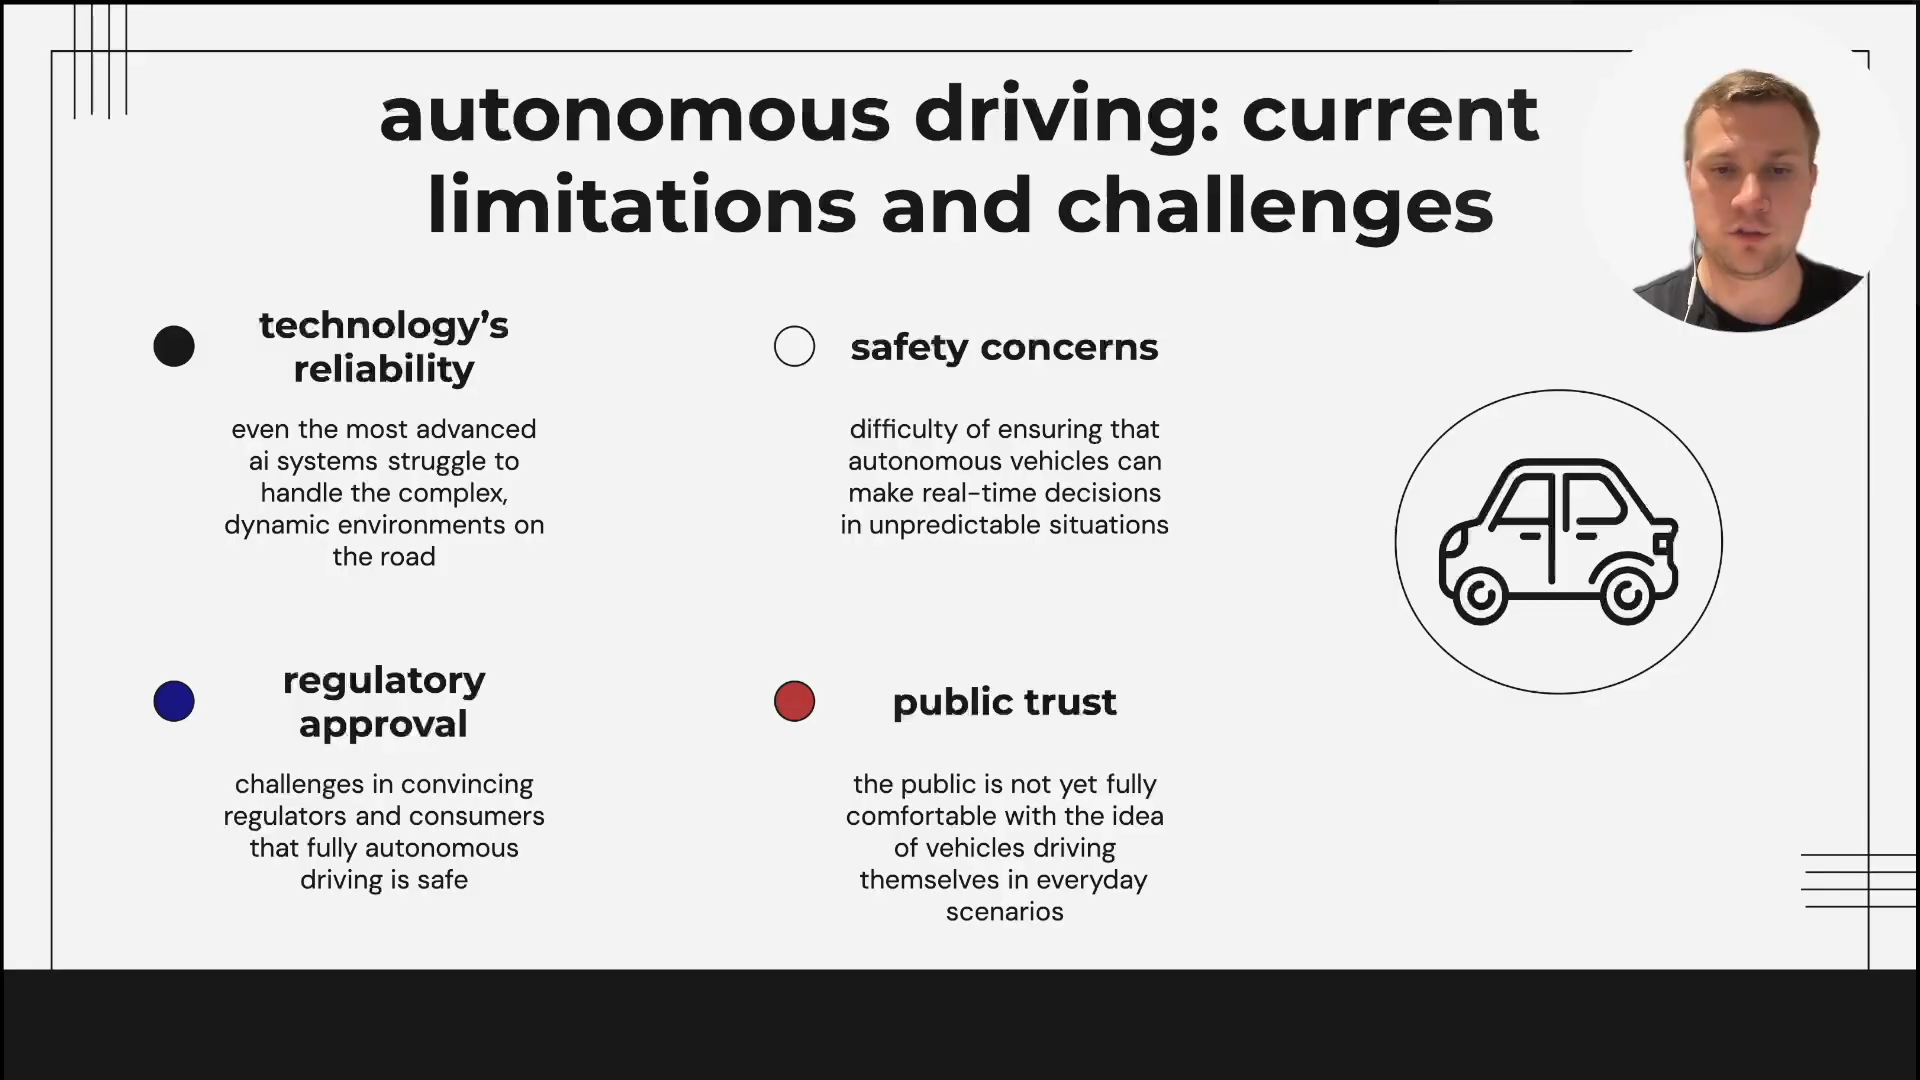 autonomous driving: current
limitations and challenges
technology’s
reliability
even the most advanced
ai systems struggle to
handle the complex,
dynamic environments on
the road
safety concerns
difficulty of ensuring that
autonomous vehicles can
make real-time decisions
in unpredictable situations
regulatory
approval
challenges in convincing
regulators and consumers
that fully autonomous
driving is safe
public trust
the public is not yet fully
comfortable with the idea
of vehicles driving
themselves in everyday
scenarios